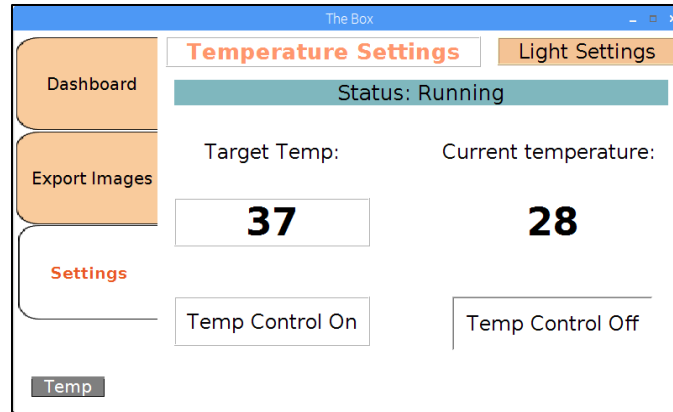 The Box
Temperature Settings
Light Settings
Dashboard
Status: Running
Target Temp:
Current temperature:
Export Images
37
28
Settings
Temp Control On
Temp Control Off
Temp